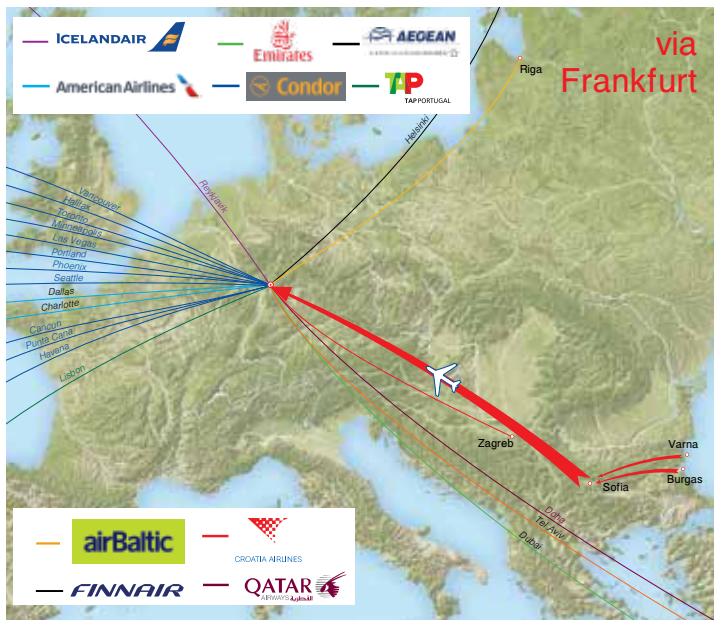 ICELANDAIR
Emirates
AEGEAN
American Airlines
Condor
TAP
TAP PORTUGAL
via
Frankfurt
Riga
Helsinki
Reykjavik
Vancouver
Halifax
Toronto
Minneapolis
Las Vegas
Portland
Phoenix
Seattle
Dallas
Charlotte
Cancun
Punta Cana
Havena
Lisbon
Zagreb
Varna
Burgas
Sofia
Doha
Tel Aviv
Dubai
airBaltic
CROATIA AIRLINES
FINNAIR
QATAR
AIRWAYS القطرية